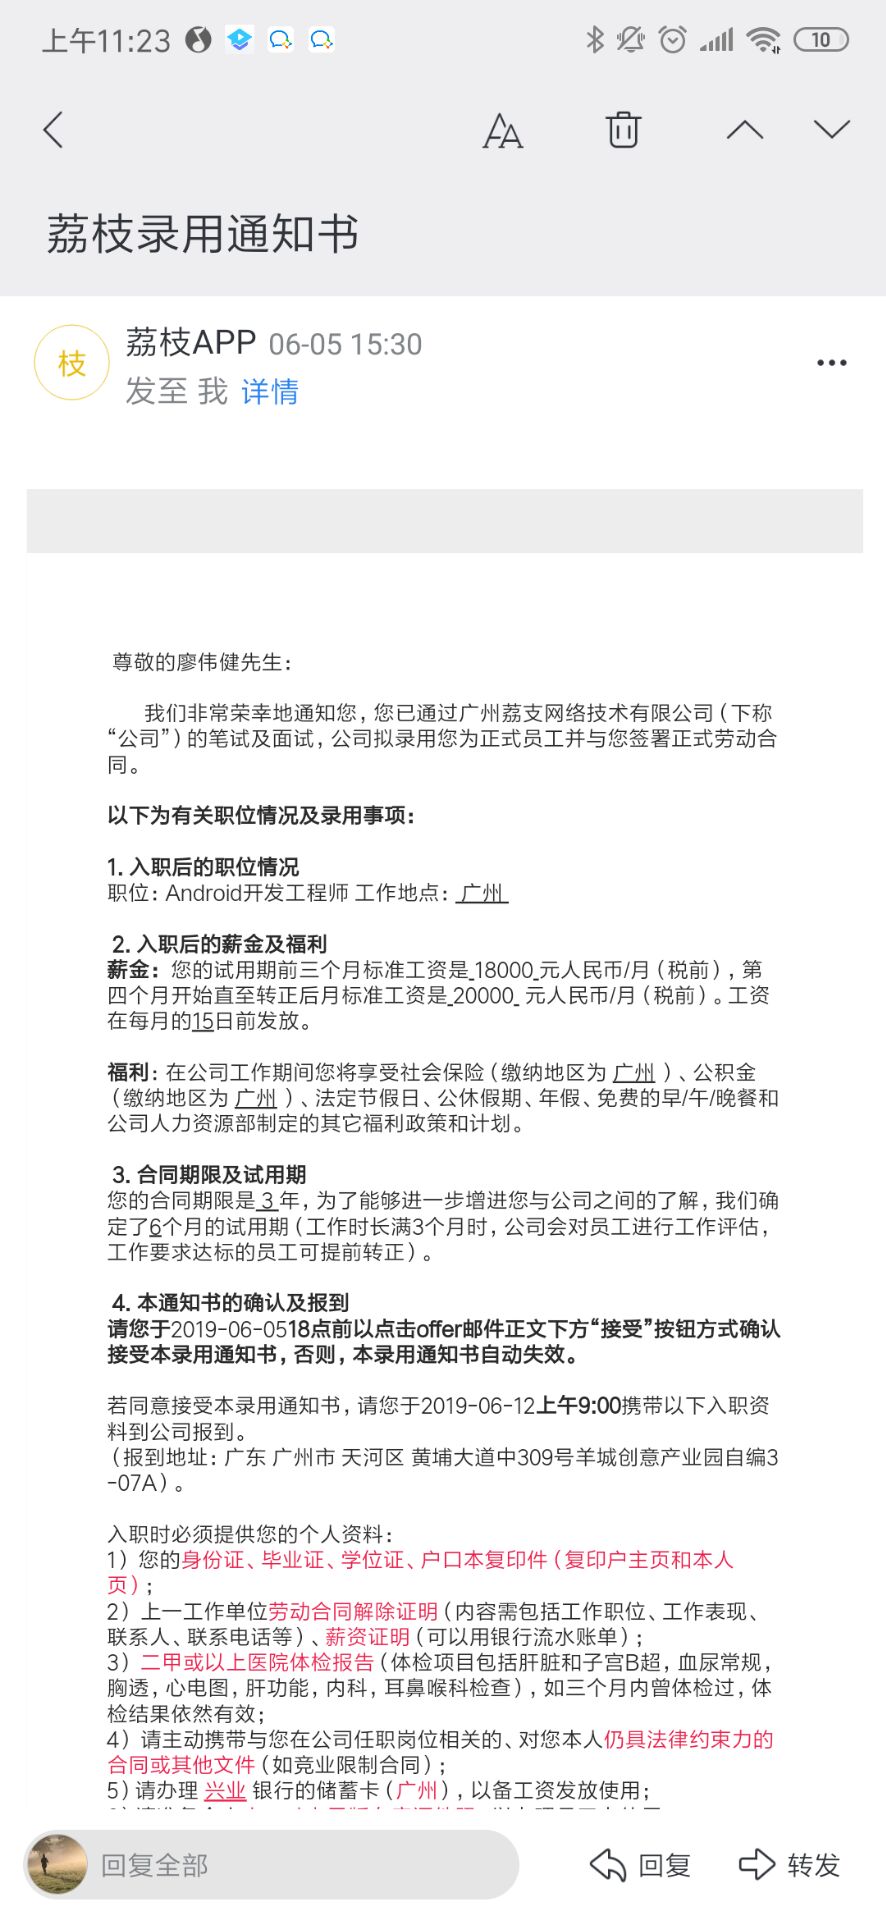 上午11:23
10
荔枝录用通知书
枝
荔枝APP 06-05 15:30
发至 我 详情
尊敬的廖伟健先生：
我们非常荣幸地通知您，您已通过广州荔支网络技术有限公司（下称
“公司”）的笔试及面试，公司拟录用您为正式员工并与您签署正式劳动合
同。
以下为有关职位情况及录用事项：
1. 入职后的职位情况
职位：Android开发工程师 工作地点： 广州
2. 入职后的薪金及福利
薪金：您的试用期前三个月标准工资是 18000 元人民币/月（税前），第
四个月开始直至转正后月标准工资是 20000 元人民币/月（税前）。工资
在每月的15日前发放。
福利：在公司工作期间您将享受社会保险（缴纳地区为 广州 ）、公积金
（缴纳地区为 广州 ）、法定节假日、公休假期、年假、免费的早/午/晚餐和
公司人力资源部制定的其它福利政策和计划。
3. 合同期限及试用期
您的合同期限是 3 年，为了能够进一步增进您与公司之间的了解，我们确
定了6个月的试用期（工作时长满3个月时，公司会对员工进行工作评估，
工作要求达标的员工可提前转正）。
4. 本通知书的确认及报到
请您于2019-06-0518点前以点击offer邮件正文下方“接受”按钮方式确认
接受本录用通知书，否则，本录用通知书自动失效。
若同意接受本录用通知书，请您于2019-06-12上午9:00携带以下入职资
料到公司报到。
（报到地址：广东 广州市 天河区 黄埔大道中309号羊城创意产业园自编3
-07A）。
入职时必须提供您的个人资料：
1）您的身份证、毕业证、学位证、户口本复印件（复印户主页和本人
页）；
2）上一工作单位劳动合同解除证明（内容需包括工作职位、工作表现、
联系人、联系电话等）、薪资证明（可以用银行流水账单）；
3）二甲或以上医院体检报告（体检项目包括肝脏和子宫B超，血尿常规，
胸透，心电图，肝功能，内科，耳鼻喉科检查），如三个月内曾体检过，体
检结果依然有效；
4）请主动携带与您在公司任职岗位相关的、对您本人仍具法律约束力的
合同或其他文件（如竞业限制合同）；
5）请办理 兴业 银行的储蓄卡（广州），以备工资发放使用；
回复全部
回复
转发